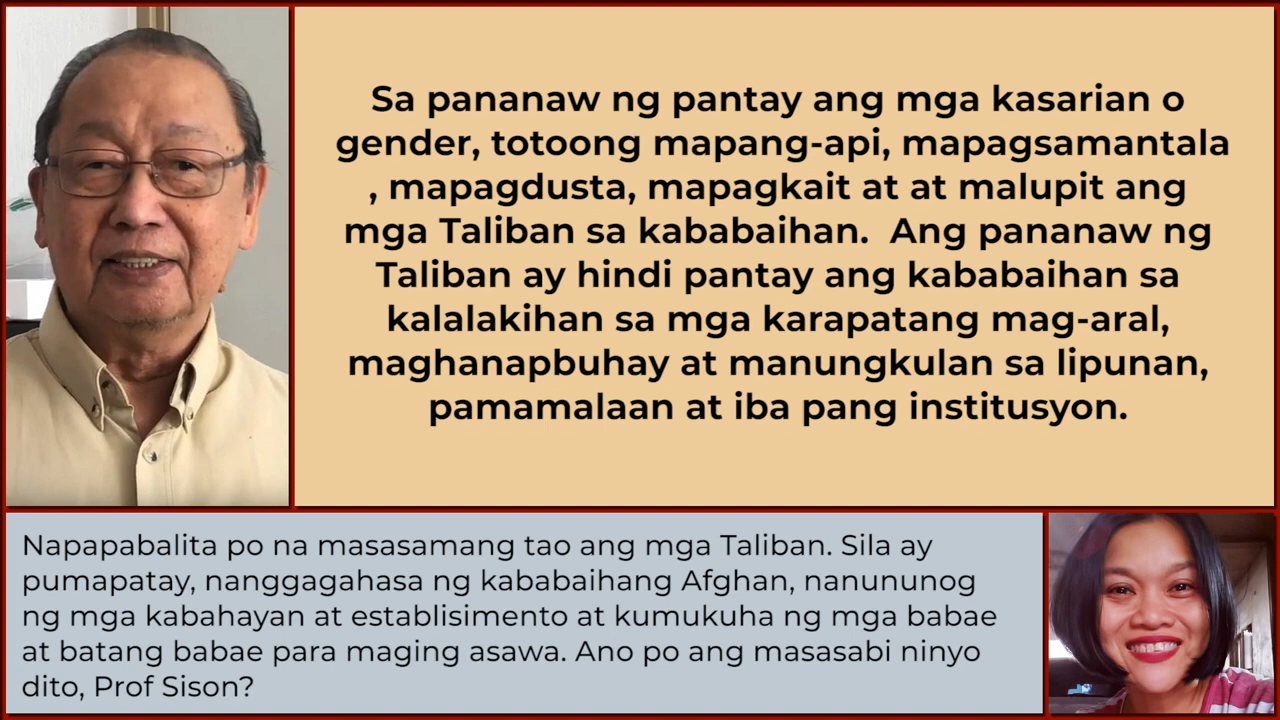 Sa pananaw ng pantay ang mga kasarian o
gender, totoong mapang-api, mapagsamantala
, mapagdusta, mapagkait at at malupit ang
mga Taliban sa kababaihan.  Ang pananaw ng
Taliban ay hindi pantay ang kababaihan sa
kalalakihan sa mga karapatang mag-aral,
maghanapbuhay at manungkulan sa lipunan,
pamamalaan at iba pang institusyon.
Napapabalita po na masasamang tao ang mga Taliban. Sila ay
pumapatay, nanggagahasa ng kababaihang Afghan, nanununog
ng mga kabahayan at establisimento at kumukuha ng mga babae
at batang babae para maging asawa. Ano po ang masasabi ninyo
dito, Prof Sison?